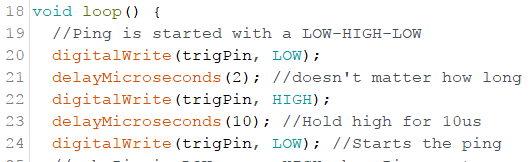 18 void loop() {
19 //Ping is started with a LOW-HIGH-LOW
20 digitalWrite(trigPin, LOW);
21 delayMicroseconds(2); //doesn't matter how long
22 digitalWrite(trigPin, HIGH);
23 delayMicroseconds(10); //Hold high for 10us
24 digitalWrite(trigPin, LOW); //Starts the ping